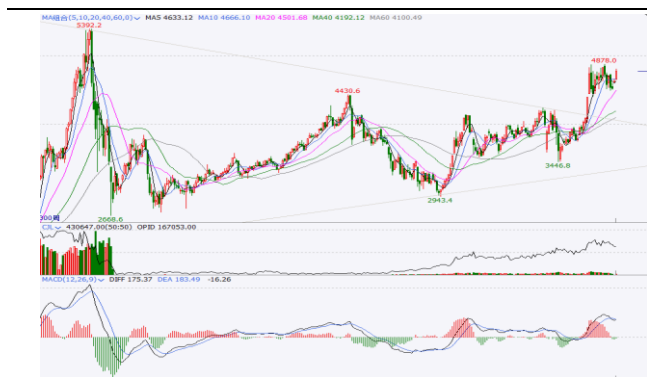 MA组合(5,10,20,40,60,0) MA5 4633.12 MA10 4666.10 MA20 4501.68 MA40 4192.12 MA60 4100.49
5392.2
4878.0
4430.6
3446.8
2943.4
2668.6
300周
CJL 430647.00(50:50) OPID 167053.00
MACD(12,26,9) DIFF 175.37 DEA 183.49 -16.26